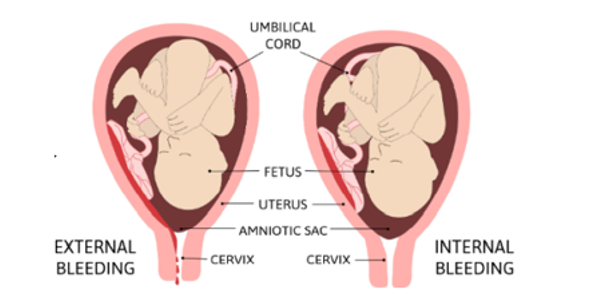 UMBILICAL
CORD
FETUS
UTERUS
AMNIOTIC SAC
CERVIX
CERVIX
EXTERNAL
BLEEDING
INTERNAL
BLEEDING